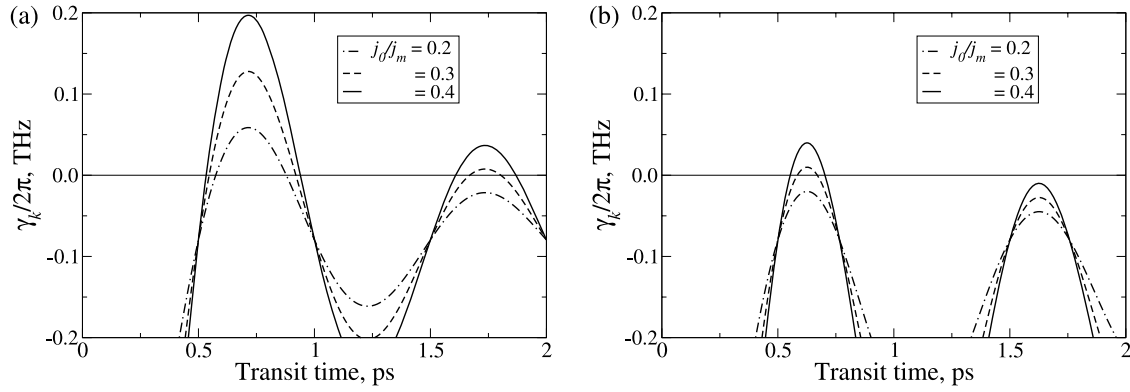 (a)
0.2
0.1
0.0
-0.1
-0.2
γk/2π, THz
j0/jm = 0.2
= 0.3
= 0.4
0 0.5 1 1.5 2
Transit time, ps
(b)
0.2
0.1
0.0
-0.1
-0.2
γk/2π, THz
j0/jm = 0.2
= 0.3
= 0.4
0 0.5 1 1.5 2
Transit time, ps